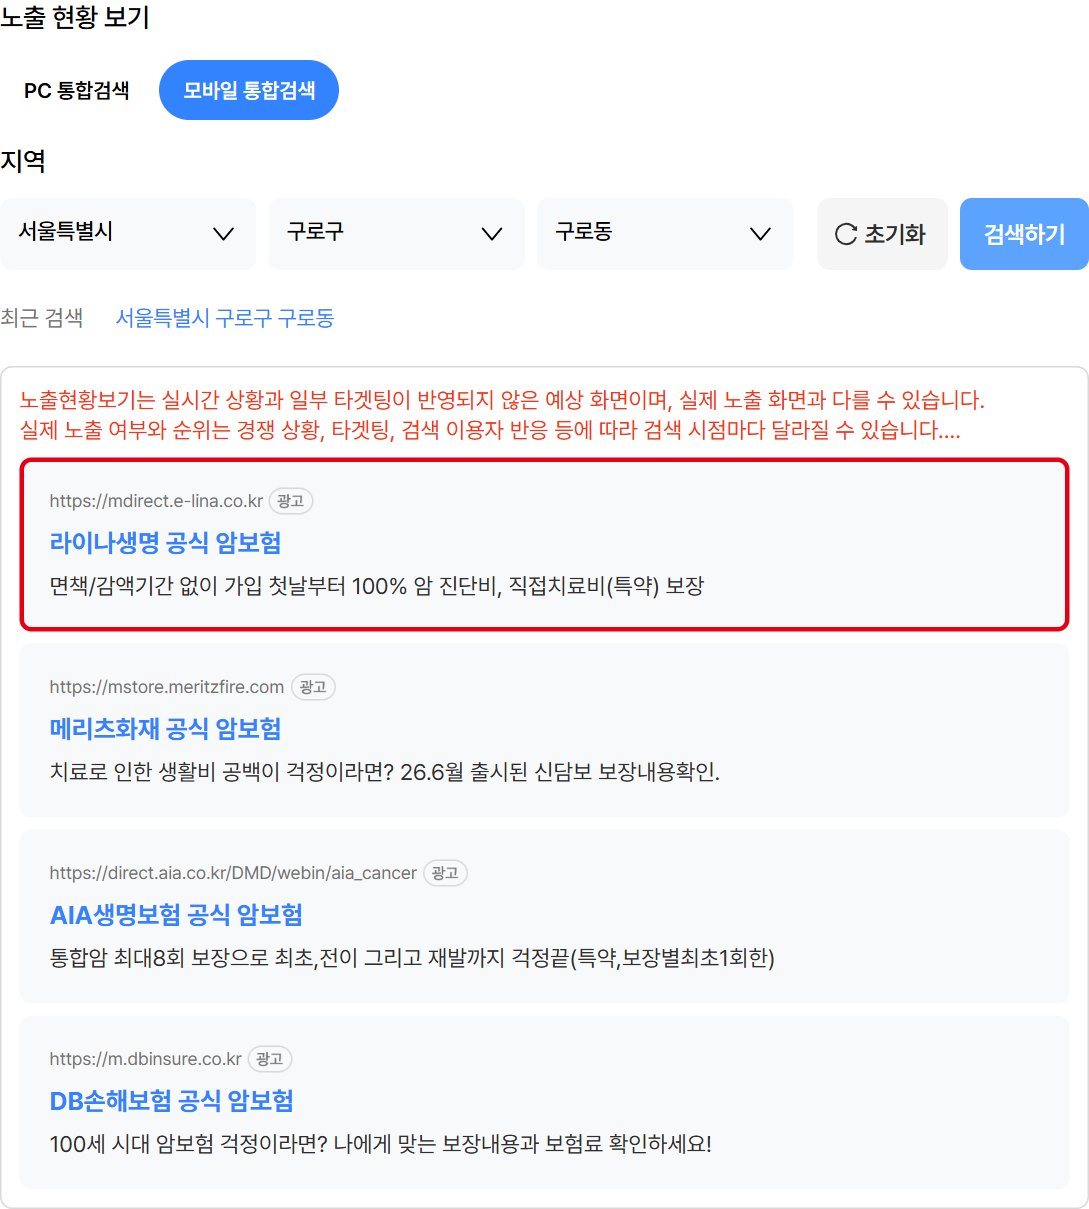 노출 현황 보기
PC 통합검색 모바일 통합검색
지역
서울특별시 구로구 구로동 초기화 검색하기
최근 검색 서울특별시 구로구 구로동
노출현황보기는 실시간 상황과 일부 타겟팅이 반영되지 않은 예상 화면이며, 실제 노출 화면과 다를 수 있습니다.
실제 노출 여부와 순위는 경쟁 상황, 타겟팅, 검색 이용자 반응 등에 따라 검색 시점마다 달라질 수 있습니다....
https://mdirect.e-lina.co.kr 광고
라이나생명 공식 암보험
면책/감액기간 없이 가입 첫날부터 100% 암 진단비, 직접치료비(특약) 보장
https://mstore.meritzfire.com 광고
메리츠화재 공식 암보험
치료로 인한 생활비 공백이 걱정이라면? 26.6월 출시된 신담보 보장내용확인.
https://direct.aia.co.kr/DMD/webin/aia_cancer 광고
AIA생명보험 공식 암보험
통합암 최대8회 보장으로 최초,전이 그리고 재발까지 걱정끝(특약,보장별최초1회한)
https://m.dbinsure.co.kr 광고
DB손해보험 공식 암보험
100세 시대 암보험 걱정이라면? 나에게 맞는 보장내용과 보험료 확인하세요!